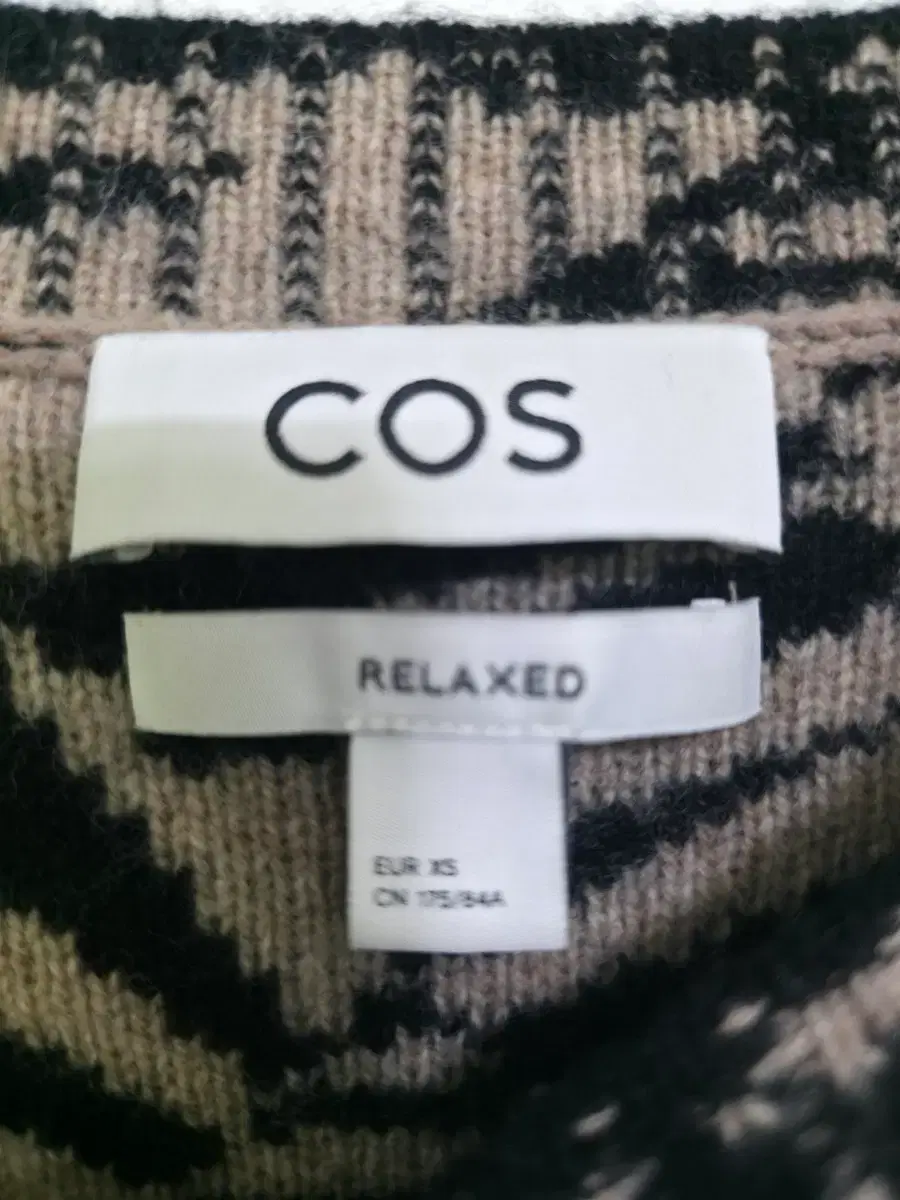 COS
RELAXED
EUR XS
CN 175/84A